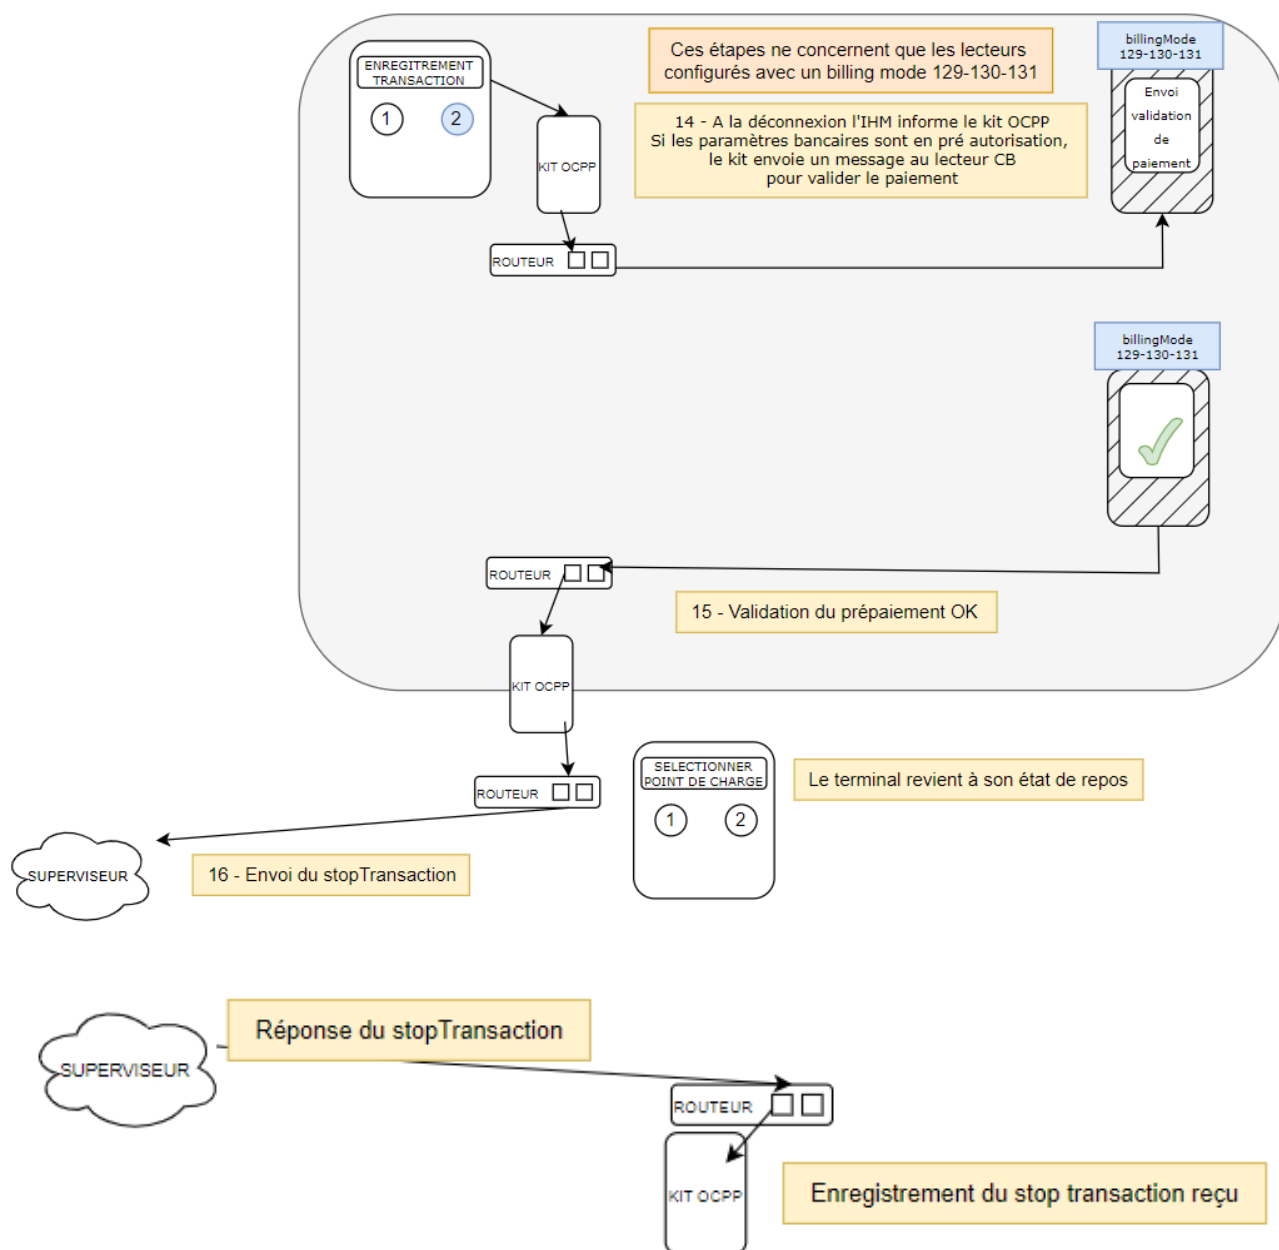 ENREGITREMENT
TRANSACTION
1
2
KIT OCPP
ROUTEUR
Ces étapes ne concernent que les lecteurs
configurés avec un billing mode 129-130-131
14 - A la déconnexion l'IHM informe le kit OCPP
Si les paramètres bancaires sont en pré autorisation,
le kit envoie un message au lecteur CB
pour valider le paiement
billingMode
129-130-131
Envoi
validation
de
paiement
billingMode
129-130-131
ROUTEUR
15 - Validation du prépaiement OK
KIT OCPP
ROUTEUR
SELECTIONNER
POINT DE CHARGE
1
2
Le terminal revient à son état de repos
SUPERVISEUR
16 - Envoi du stopTransaction
SUPERVISEUR
Réponse du stopTransaction
ROUTEUR
KIT OCPP
Enregistrement du stop transaction reçu